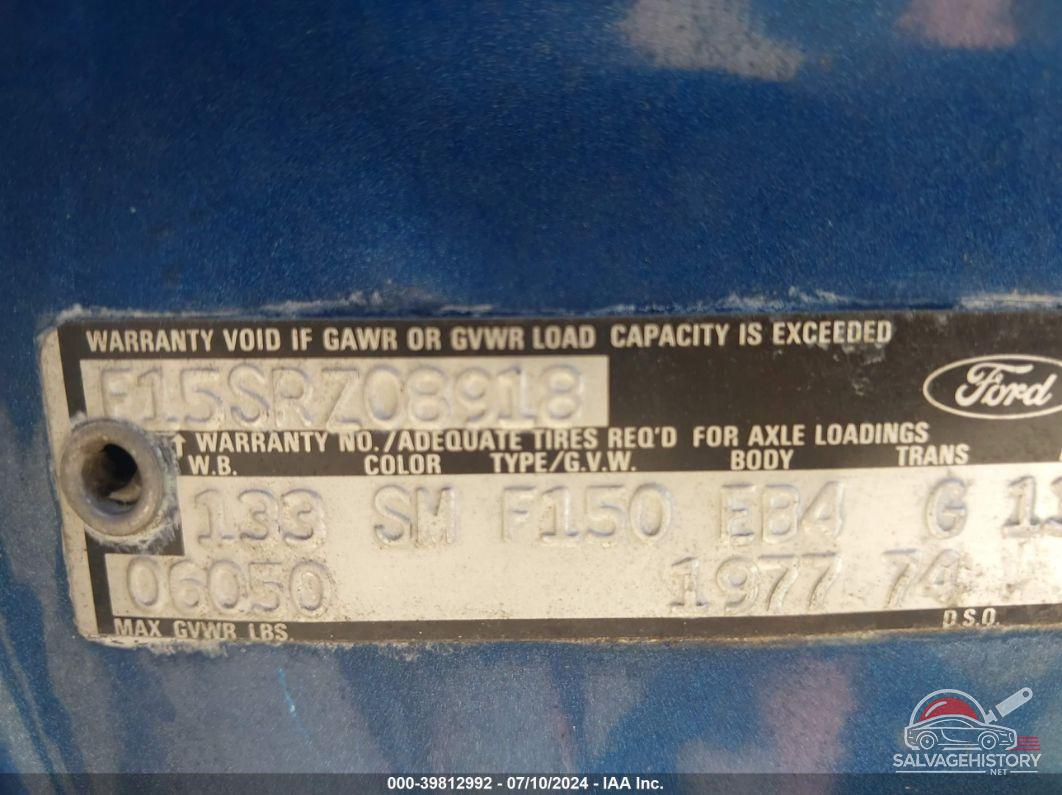 WARRANTY VOID IF GAWR OR GVWR LOAD CAPACITY IS EXCEEDED
F15SRZ08918
Ford
↑ WARRANTY NO./ADEQUATE TIRES REQ'D FOR AXLE LOADINGS
W.B. COLOR TYPE/G.V.W. BODY TRANS
133 SM F150 EB4 G
06050 1977 74
MAX GVWR LBS D.S.O.
SALVAGEHISTORY
.NET
000-39812992 - 07/10/2024 - IAA Inc.